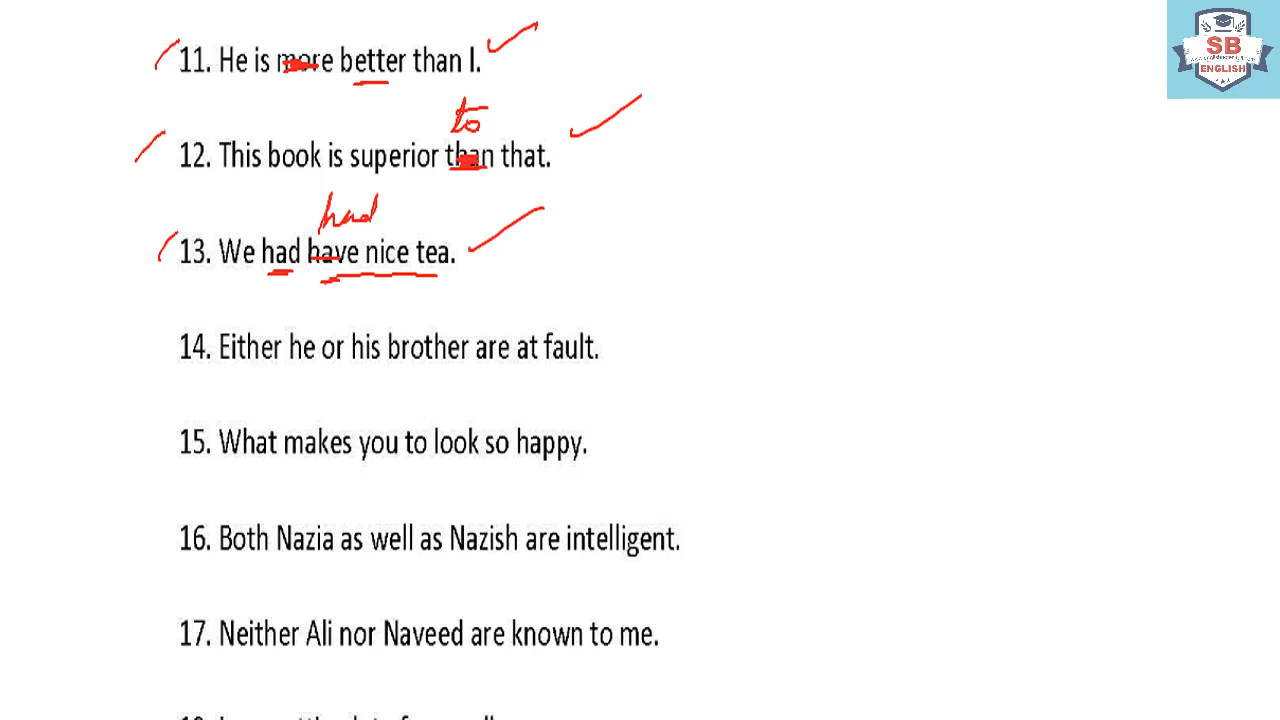 SB
ENGLISH
11. He is more better than I.
to
12. This book is superior than that.
had
13. We had have nice tea.
14. Either he or his brother are at fault.
15. What makes you to look so happy.
16. Both Nazia as well as Nazish are intelligent.
17. Neither Ali nor Naveed are known to me.